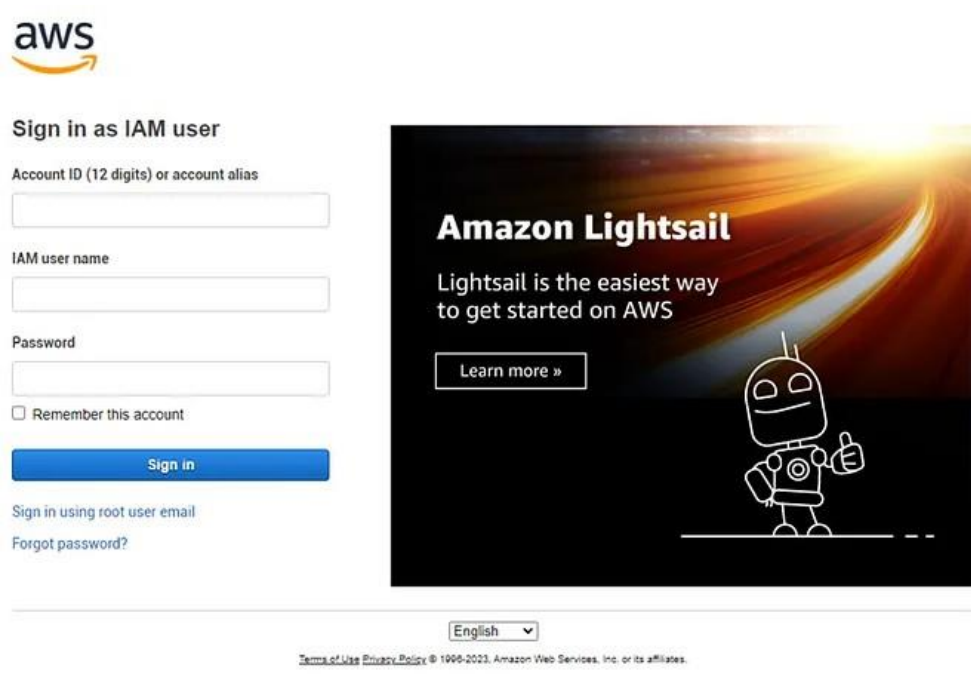 aws
Sign in as IAM user
Account ID (12 digits) or account alias
IAM user name
Password
Remember this account
Sign in
Sign in using root user email
Forgot password?
Amazon Lightsail
Lightsail is the easiest way
to get started on AWS
Learn more »
English
Terms of Use Privacy Policy © 1996-2023, Amazon Web Services, Inc. or its affiliates.